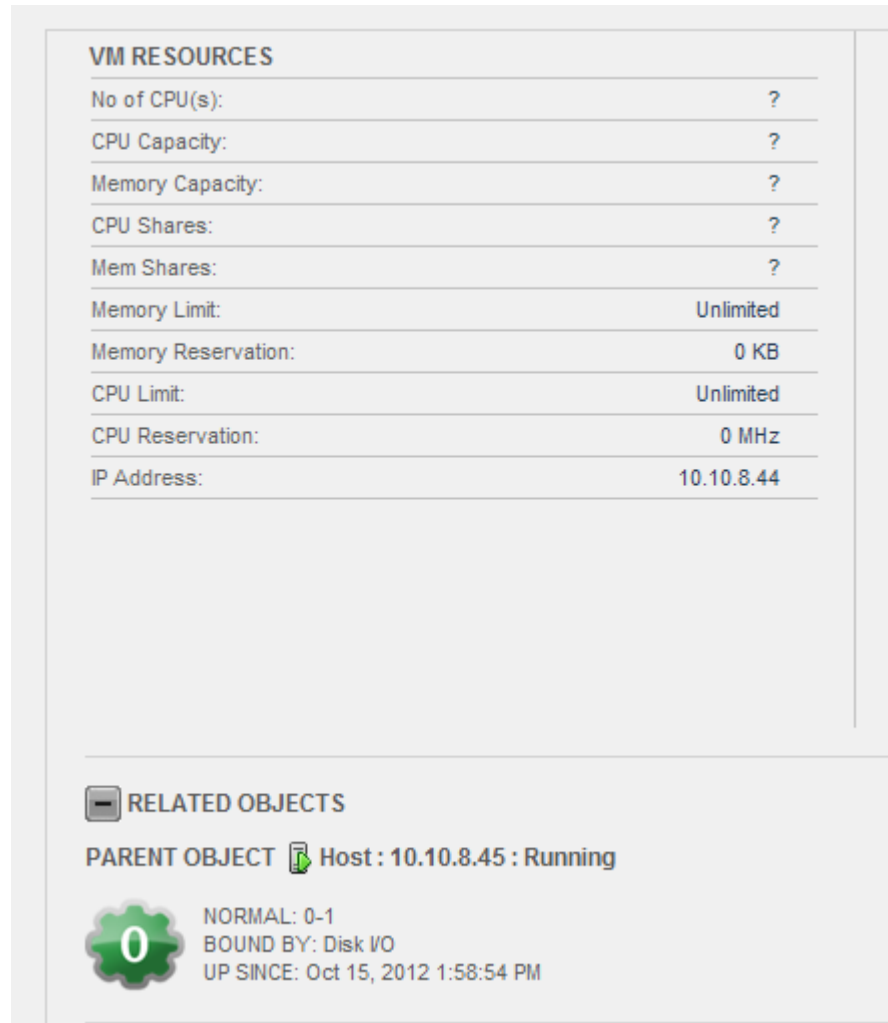 VM RESOURCES
No of CPU(s): ?
CPU Capacity: ?
Memory Capacity: ?
CPU Shares: ?
Mem Shares: ?
Memory Limit: Unlimited
Memory Reservation: 0 KB
CPU Limit: Unlimited
CPU Reservation: 0 MHz
IP Address: 10.10.8.44
RELATED OBJECTS
PARENT OBJECT Host : 10.10.8.45 : Running
0
NORMAL: 0-1
BOUND BY: Disk I/O
UP SINCE: Oct 15, 2012 1:58:54 PM